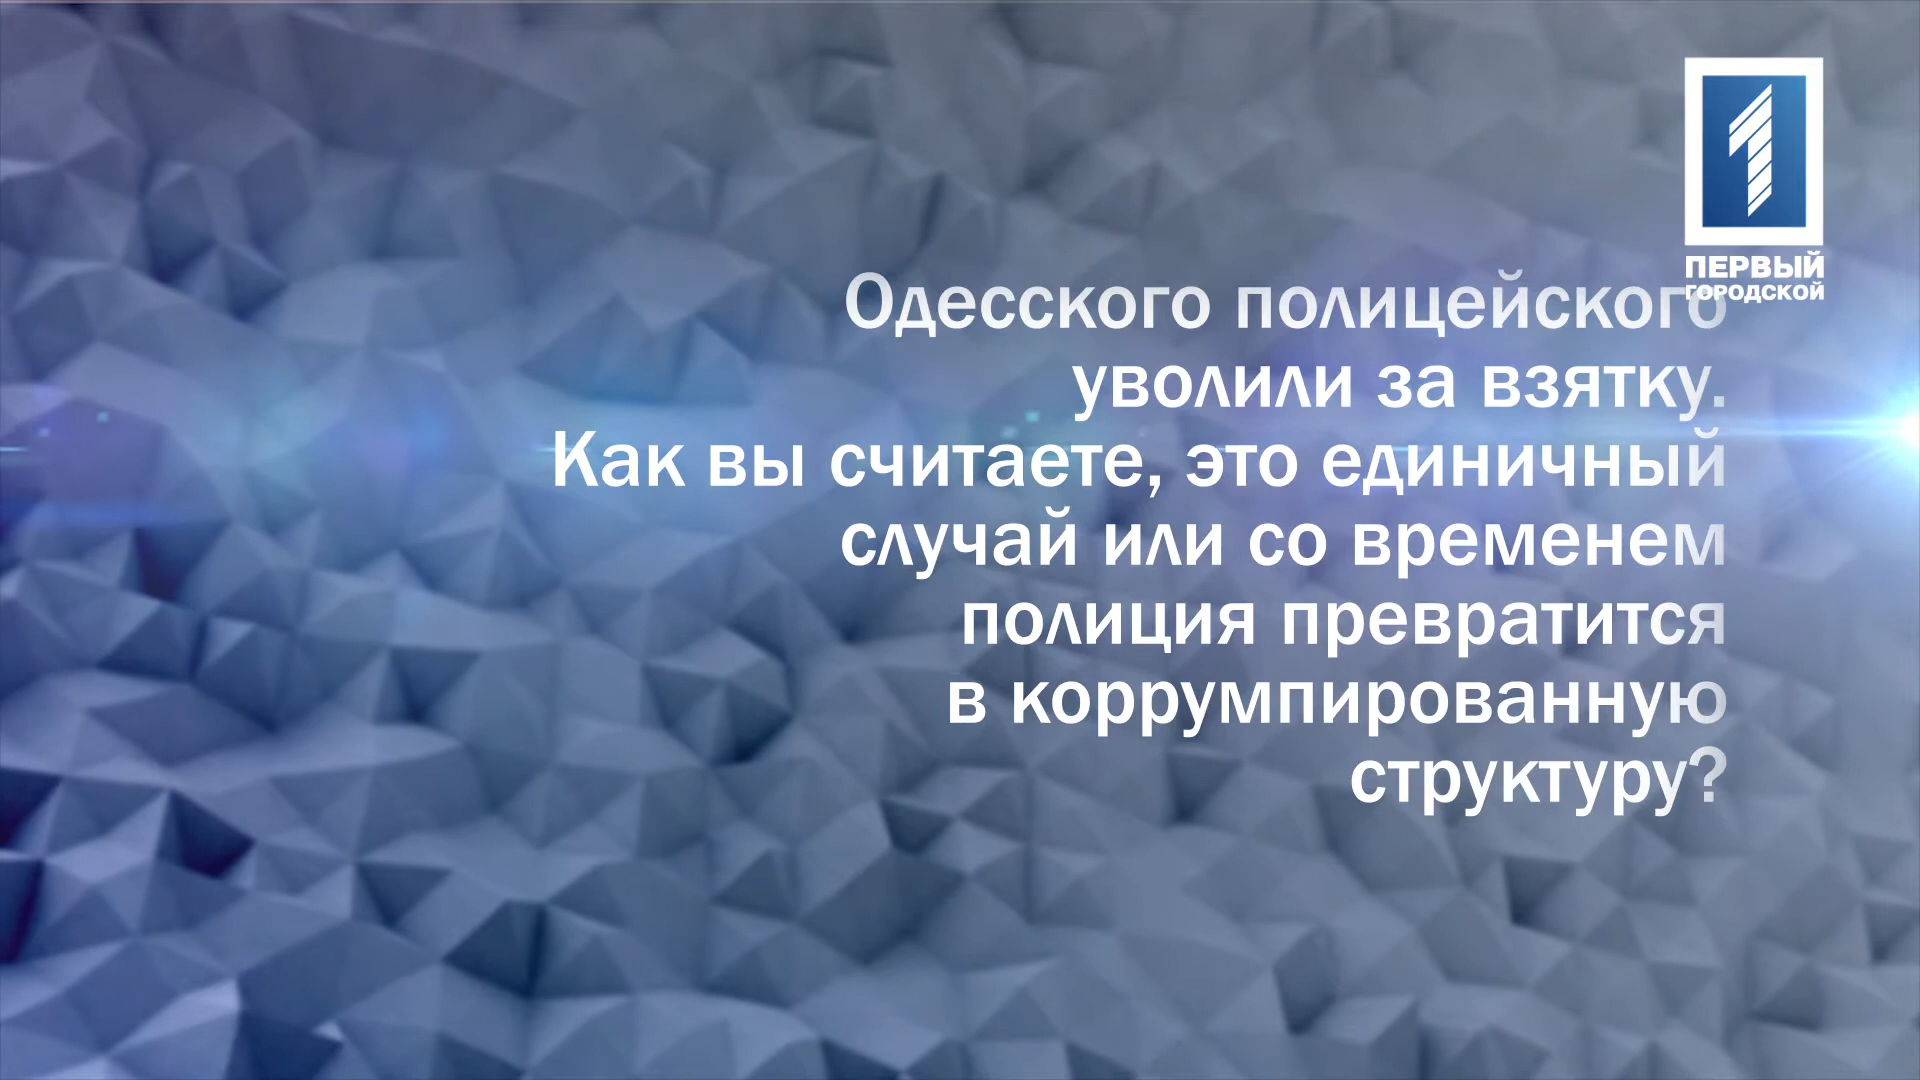 ПЕРВЫЙ
ГОРОДСКОЙ
Одесского полицейского
уволили за взятку.
Как вы считаете, это единичный
случай или со временем
полиция превратится
в коррумпированную
структуру?